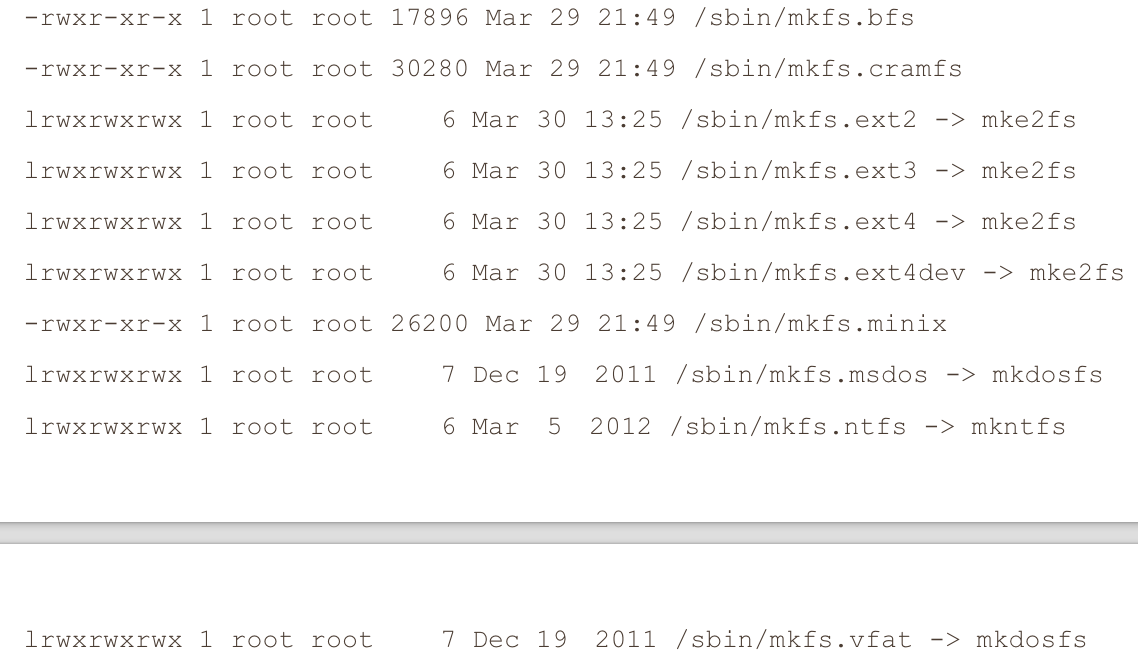 -rwxr-xr-x 1 root root 17896 Mar 29 21:49 /sbin/mkfs.bfs
-rwxr-xr-x 1 root root 30280 Mar 29 21:49 /sbin/mkfs.cramfs
lrwxrwxrwx 1 root root     6 Mar 30 13:25 /sbin/mkfs.ext2 -> mke2fs
lrwxrwxrwx 1 root root     6 Mar 30 13:25 /sbin/mkfs.ext3 -> mke2fs
lrwxrwxrwx 1 root root     6 Mar 30 13:25 /sbin/mkfs.ext4 -> mke2fs
lrwxrwxrwx 1 root root     6 Mar 30 13:25 /sbin/mkfs.ext4dev -> mke2fs
-rwxr-xr-x 1 root root 26200 Mar 29 21:49 /sbin/mkfs.minix
lrwxrwxrwx 1 root root     7 Dec 19  2011 /sbin/mkfs.msdos -> mkdosfs
lrwxrwxrwx 1 root root     6 Mar  5  2012 /sbin/mkfs.ntfs -> mkntfs
lrwxrwxrwx 1 root root     7 Dec 19  2011 /sbin/mkfs.vfat -> mkdosfs